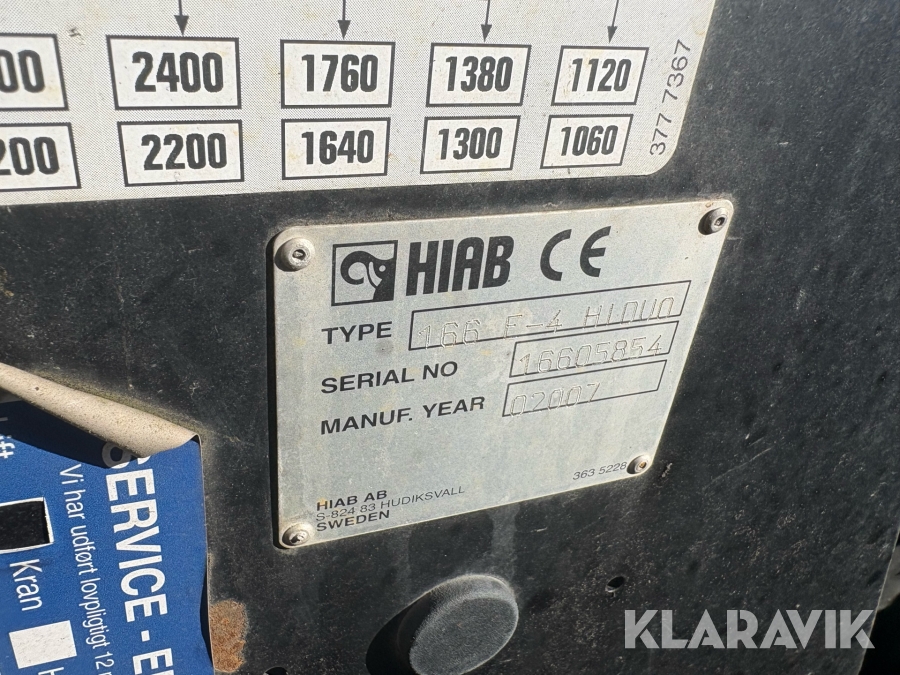 00 2400 1760 1380 1120
200 2200 1640 1300 1060
377 7367
HIAB CE
TYPE 166 E-4 HIDUO
SERIAL NO 16605854
MANUF. YEAR 02007
363 5228
HIAB AB
S-824 83 HUDIKSVALL
SWEDEN
SERVICE - E
Vi har udført lovpligtigt 12
Kran
KLARAVIK